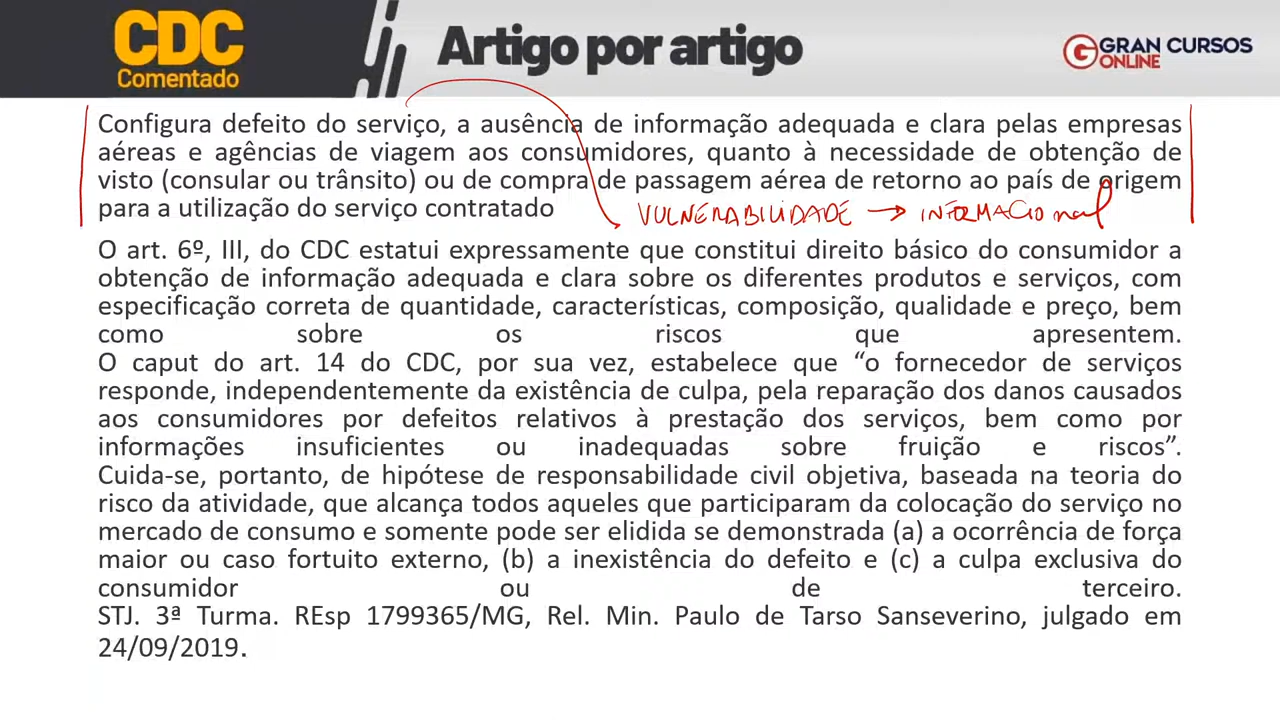 CDC
Comentado
Artigo por artigo
GRAN CURSOS
ONLINE
Configura defeito do serviço, a ausência de informação adequada e clara pelas empresas
aéreas e agências de viagem aos consumidores, quanto à necessidade de obtenção de
visto (consular ou trânsito) ou de compra de passagem aérea de retorno ao país de origem
para a utilização do serviço contratado
VULNERABILIDADE → INFORMACIONAL
O art. 6º, III, do CDC estatui expressamente que constitui direito básico do consumidor a
obtenção de informação adequada e clara sobre os diferentes produtos e serviços, com
especificação correta de quantidade, características, composição, qualidade e preço, bem
como sobre os riscos que apresentem.
O caput do art. 14 do CDC, por sua vez, estabelece que “o fornecedor de serviços
responde, independentemente da existência de culpa, pela reparação dos danos causados
aos consumidores por defeitos relativos à prestação dos serviços, bem como por
informações insuficientes ou inadequadas sobre fruição e riscos”.
Cuida-se, portanto, de hipótese de responsabilidade civil objetiva, baseada na teoria do
risco da atividade, que alcança todos aqueles que participaram da colocação do serviço no
mercado de consumo e somente pode ser elidida se demonstrada (a) a ocorrência de força
maior ou caso fortuito externo, (b) a inexistência do defeito e (c) a culpa exclusiva do
consumidor ou de terceiro.
STJ. 3ª Turma. REsp 1799365/MG, Rel. Min. Paulo de Tarso Sanseverino, julgado em
24/09/2019.